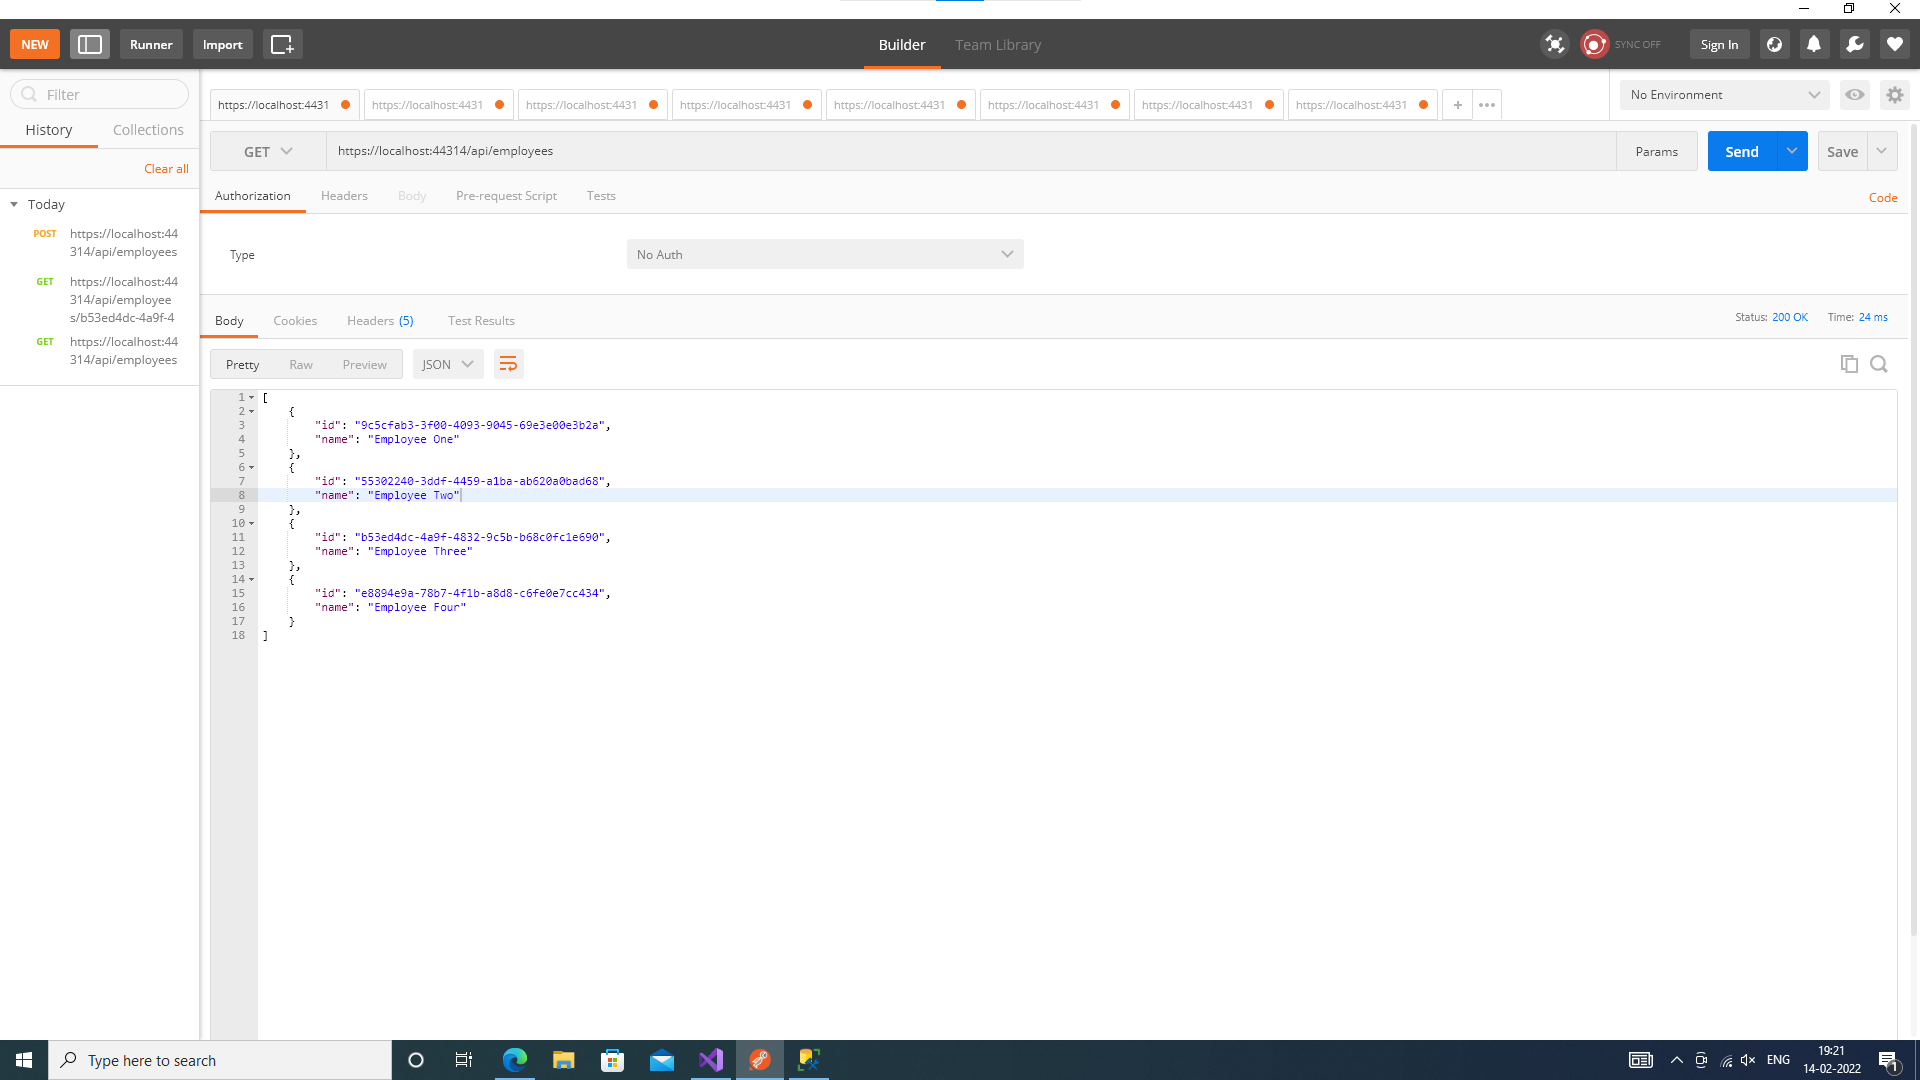 NEW
Runner
Import
Builder
Team Library
SYNC OFF
Sign In
Filter
History
Collections
Clear all
Today
POST
https://localhost:44
314/api/employees
GET
https://localhost:44
314/api/employee
s/b53ed4dc-4a9f-4
GET
https://localhost:44
314/api/employees
https://localhost:4431
https://localhost:4431
https://localhost:4431
https://localhost:4431
https://localhost:4431
https://localhost:4431
https://localhost:4431
https://localhost:4431
+
•••
No Environment
GET
https://localhost:44314/api/employees
Params
Send
Save
Authorization
Headers
Body
Pre-request Script
Tests
Code
Type
No Auth
Body
Cookies
Headers (5)
Test Results
Status: 200 OK
Time: 24 ms
Pretty
Raw
Preview
JSON
1 [
2 {
3 "id": "9c5cfab3-3f00-4093-9045-69e3e00e3b2a",
4 "name": "Employee One"
5 },
6 {
7 "id": "55302240-3ddf-4459-a1ba-ab620a0bad68",
8 "name": "Employee Two"
9 },
10 {
11 "id": "b53ed4dc-4a9f-4832-9c5b-b68c0fc1e690",
12 "name": "Employee Three"
13 },
14 {
15 "id": "e8894e9a-78b7-4f1b-a8d8-c6fe0e7cc434",
16 "name": "Employee Four"
17 }
18 ]
Type here to search
ENG
19:21
14-02-2022
1